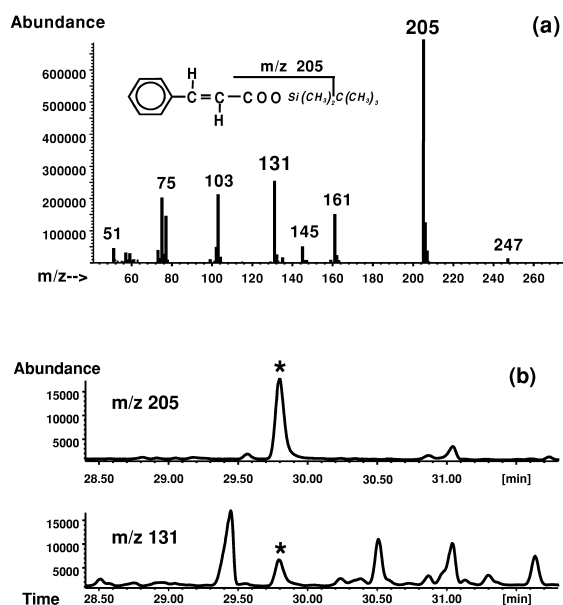 Abundance
205
(a)
600000
500000
400000
300000
200000
100000
m/z 205
H
C = C – COO Si(CH₃)₂C(CH₃)₃
H
51
75
103
131
145
161
247
m/z-->
60 80 100 120 140 160 180 200 220 240 260
Abundance
(b)
15000
10000
5000
m/z 205
*
28.50 29.00 29.50 30.00 30.50 31.00 [min]
15000
10000
5000
m/z 131
*
Time
28.50 29.00 29.50 30.00 30.50 31.00 [min]